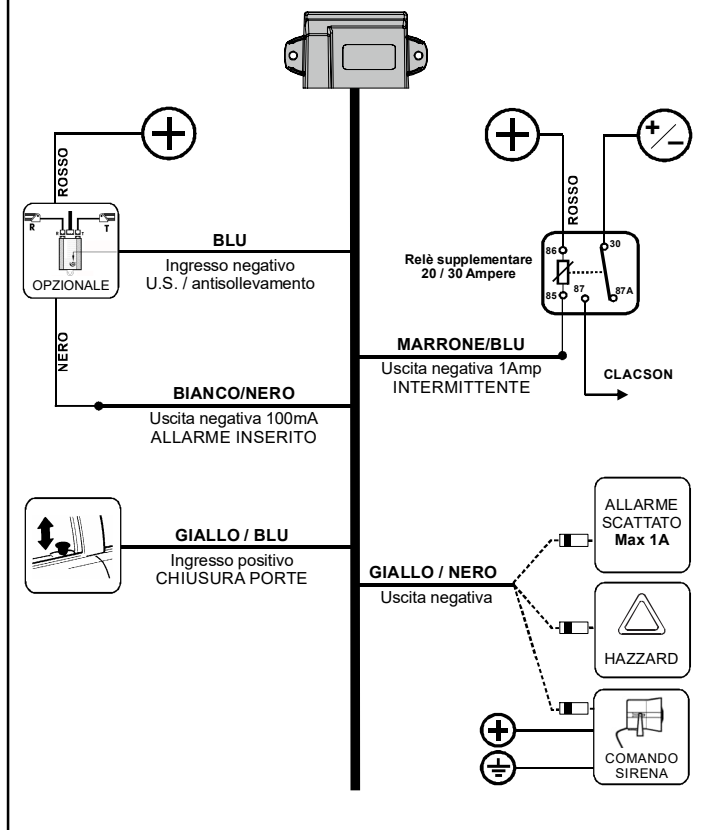 ROSSO
R
T
OPZIONALE
BLU
Ingresso negativo
U.S. / antisollevamento
NERO
BIANCO/NERO
Uscita negativa 100mA
ALLARME INSERITO
GIALLO / BLU
Ingresso positivo
CHIUSURA PORTE
+
+
+/-
ROSSO
Relè supplementare
20 / 30 Ampere
86
30
85
87
87A
MARRONE/BLU
Uscita negativa 1Amp
INTERMITTENTE
CLACSON
GIALLO / NERO
Uscita negativa
ALLARME
SCATTATO
Max 1A
HAZZARD
+
COMANDO
SIRENA